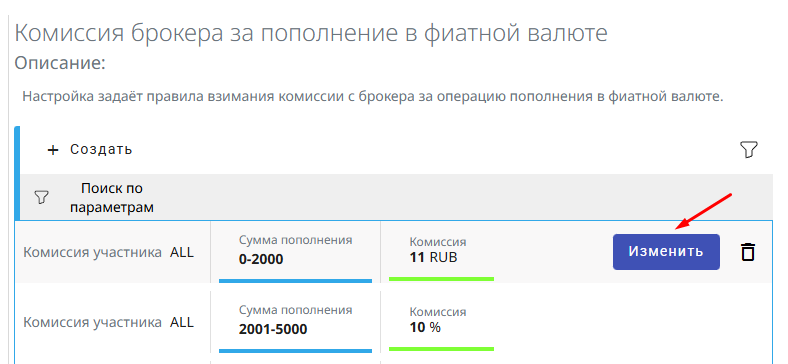 Комиссия брокера за пополнение в фиатной валюте
Описание:
Настройка задаёт правила взимания комиссии с брокера за операцию пополнения в фиатной валюте.
+ Создать
Поиск по
параметрам
Комиссия участника ALL
Сумма пополнения
0-2000
Комиссия
11 RUB
Изменить
Комиссия участника ALL
Сумма пополнения
2001-5000
Комиссия
10 %